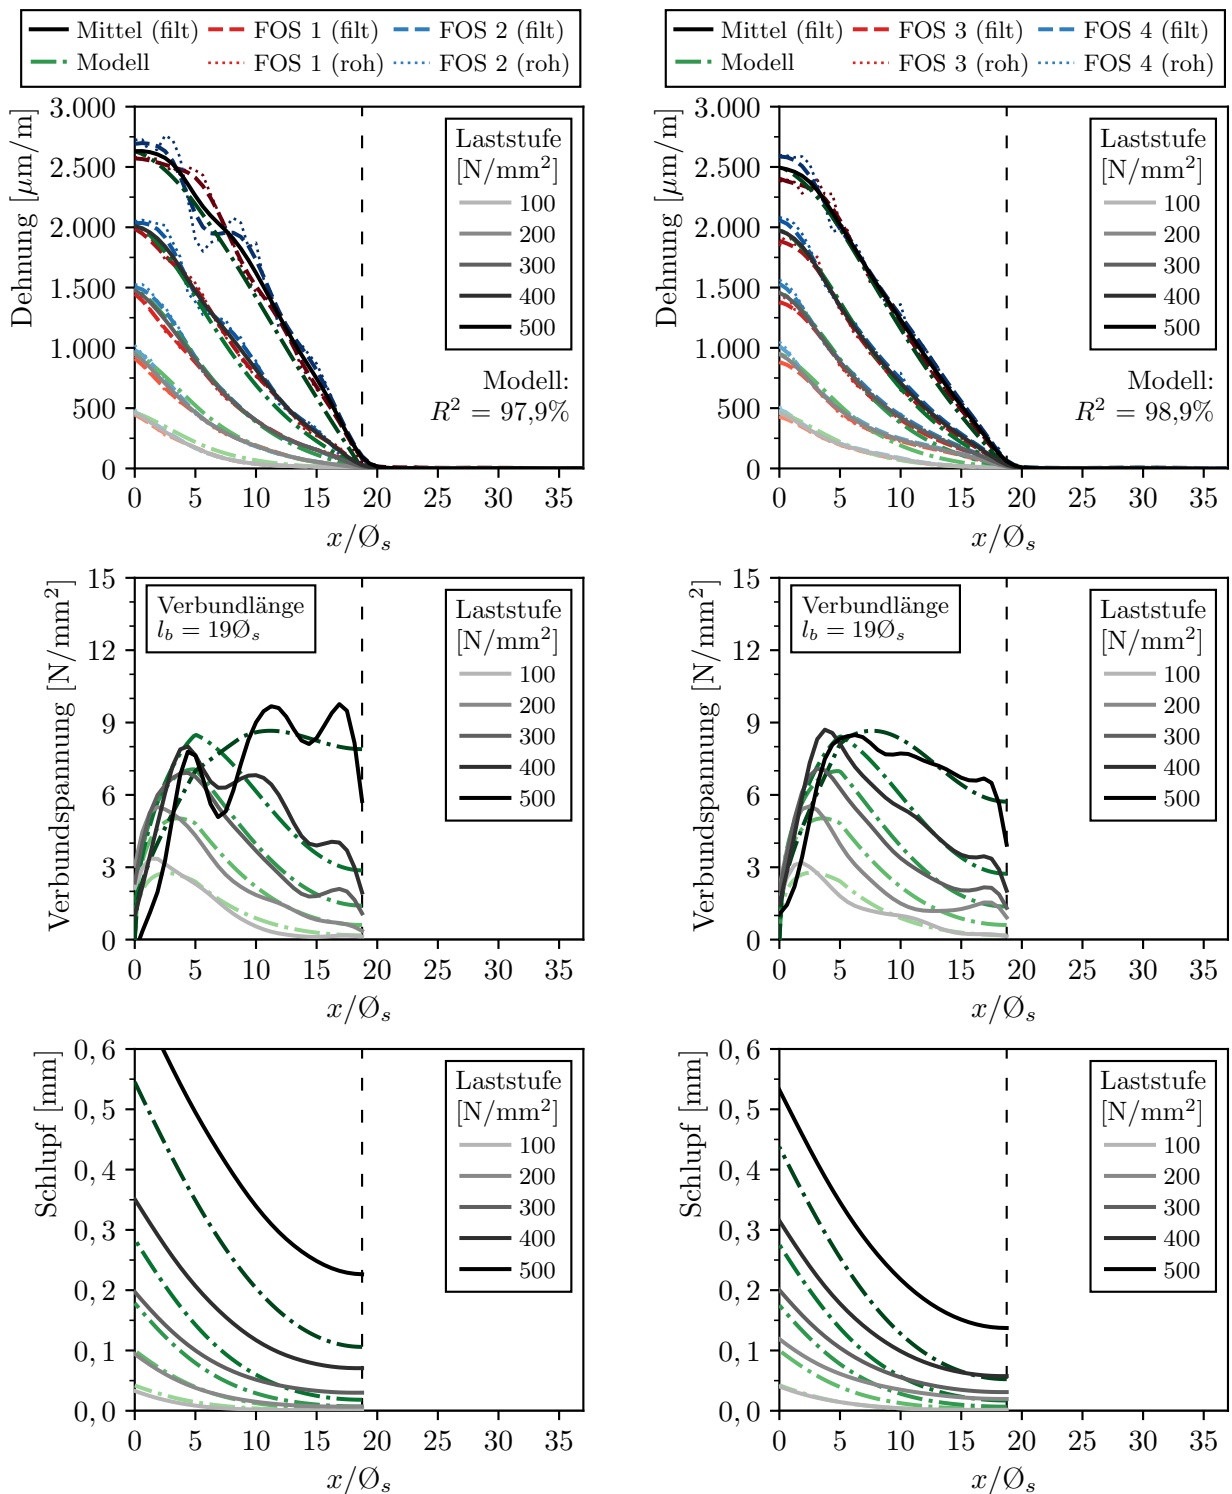 Mittel (filt) FOS 1 (filt) FOS 2 (filt)
Modell FOS 1 (roh) FOS 2 (roh)
Mittel (filt) FOS 3 (filt) FOS 4 (filt)
Modell FOS 3 (roh) FOS 4 (roh)
Dehnung [µm/m]
3.000
2.500
2.000
1.500
1.000
500
0
Laststufe
[N/mm²]
100
200
300
400
500
Modell:
R² = 97,9%
0 5 10 15 20 25 30 35
x/Ø_s
Dehnung [µm/m]
3.000
2.500
2.000
1.500
1.000
500
0
Laststufe
[N/mm²]
100
200
300
400
500
Modell:
R² = 98,9%
0 5 10 15 20 25 30 35
x/Ø_s
Verbundspannung [N/mm²]
15
12
9
6
3
0
Verbundlänge
l_b = 19Ø_s
Laststufe
[N/mm²]
100
200
300
400
500
0 5 10 15 20 25 30 35
x/Ø_s
Verbundspannung [N/mm²]
15
12
9
6
3
0
Verbundlänge
l_b = 19Ø_s
Laststufe
[N/mm²]
100
200
300
400
500
0 5 10 15 20 25 30 35
x/Ø_s
Schlupf [mm]
0,6
0,5
0,4
0,3
0,2
0,1
0,0
Laststufe
[N/mm²]
100
200
300
400
500
0 5 10 15 20 25 30 35
x/Ø_s
Schlupf [mm]
0,6
0,5
0,4
0,3
0,2
0,1
0,0
Laststufe
[N/mm²]
100
200
300
400
500
0 5 10 15 20 25 30 35
x/Ø_s